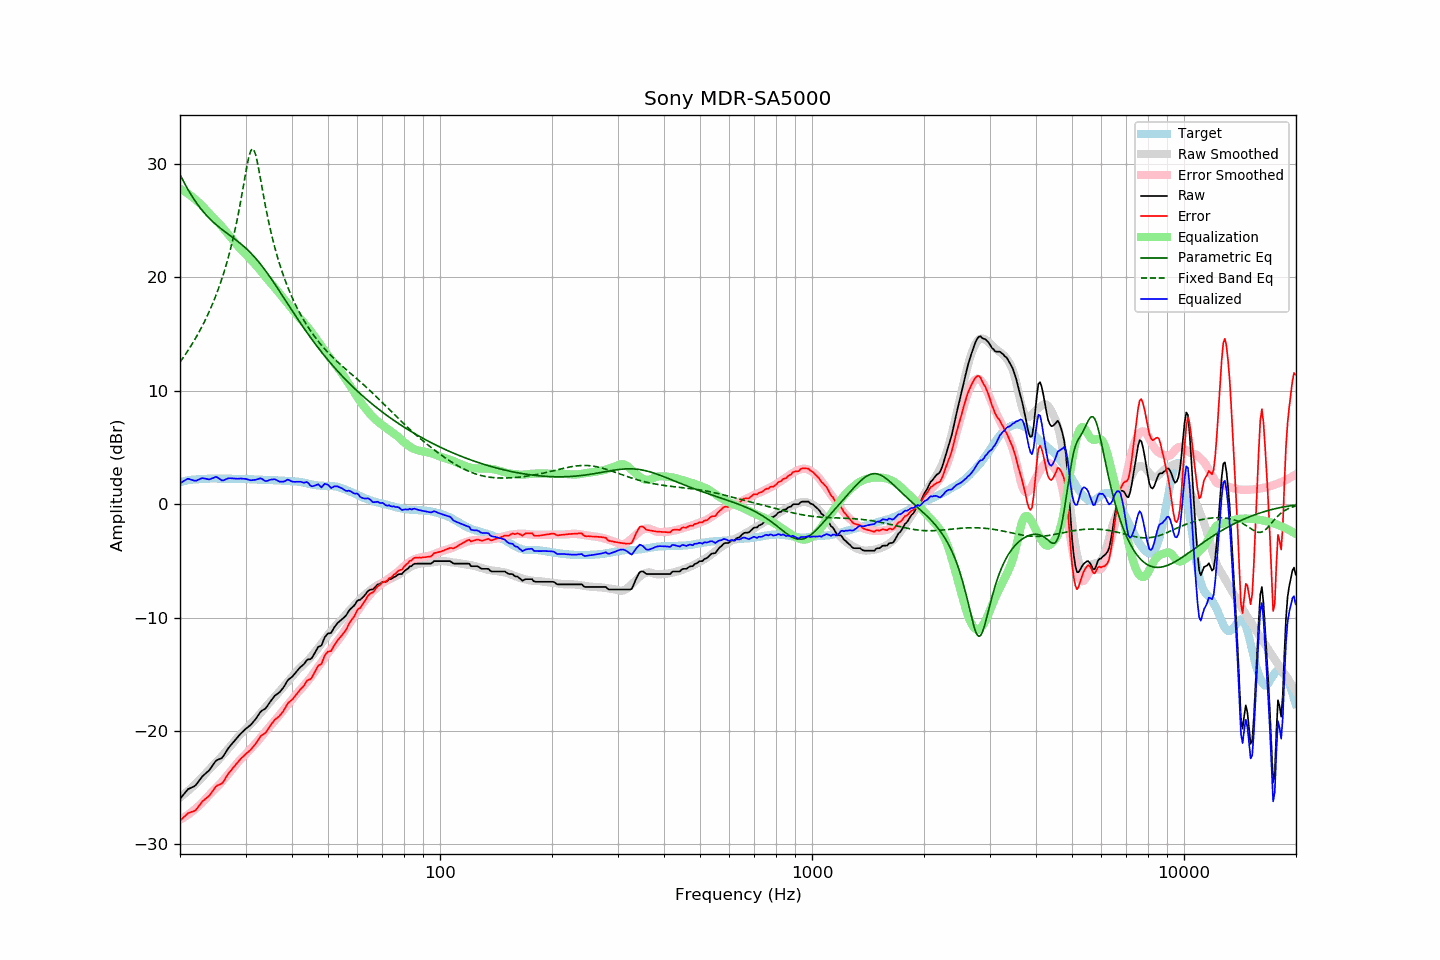 Sony MDR-SA5000
Amplitude (dBr)
30
20
10
0
−10
−20
−30
100
1000
10000
Frequency (Hz)
Target
Raw Smoothed
Error Smoothed
Raw
Error
Equalization
Parametric Eq
Fixed Band Eq
Equalized